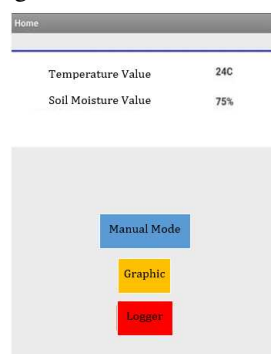 Home
Temperature Value 24C
Soil Moisture Value 75%
Manual Mode
Graphic
Logger